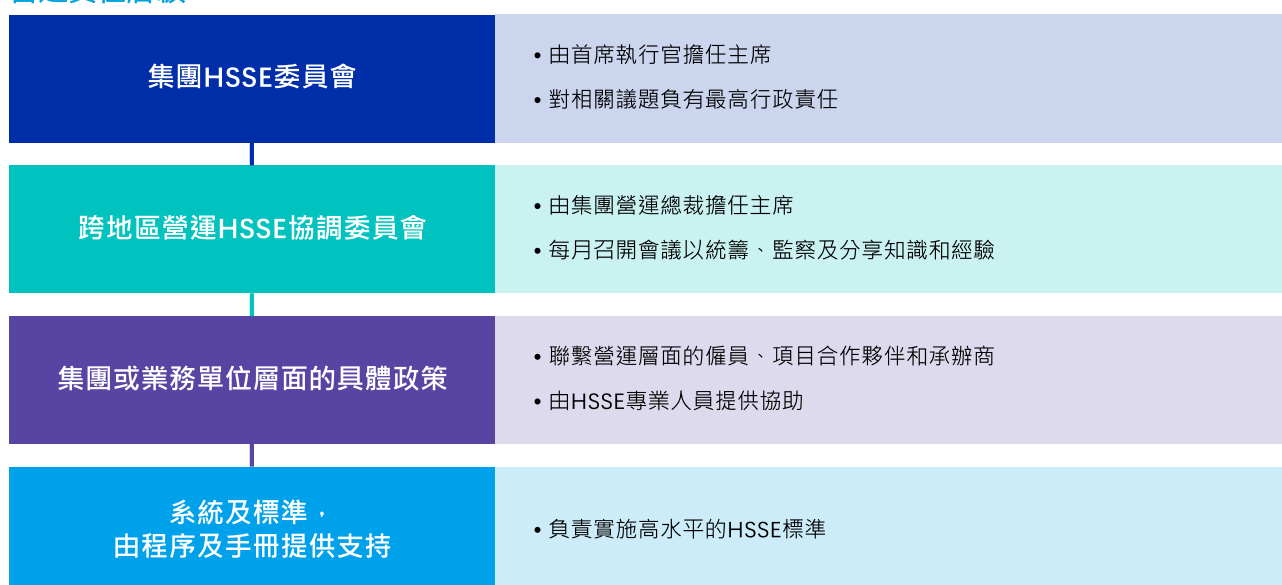 集團HSSE委員會
• 由首席執行官擔任主席
• 對相關議題負有最高行政責任
跨地區營運HSSE協調委員會
• 由集團營運總裁擔任主席
• 每月召開會議以統籌、監察及分享知識和經驗
集團或業務單位層面的具體政策
• 聯繫營運層面的僱員、項目合作夥伴和承辦商
• 由HSSE專業人員提供協助
系統及標準，
由程序及手冊提供支持
• 負責實施高水平的HSSE標準